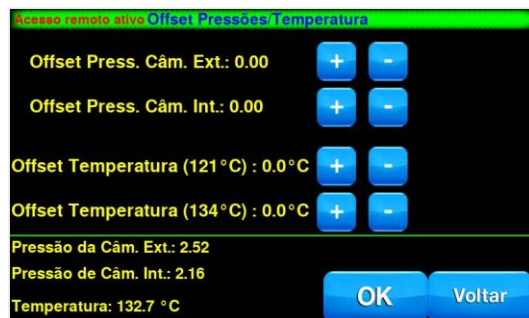 Acesso remoto ativo Offset Pressões/Temperatura
Offset Press. Câm. Ext.: 0.00 + -
Offset Press. Câm. Int.: 0.00 + -
Offset Temperatura (121°C) : 0.0°C + -
Offset Temperatura (134°C) : 0.0°C + -
Pressão da Câm. Ext.: 2.52
Pressão de Câm. Int.: 2.16
Temperatura: 132.7 °C
OK Voltar